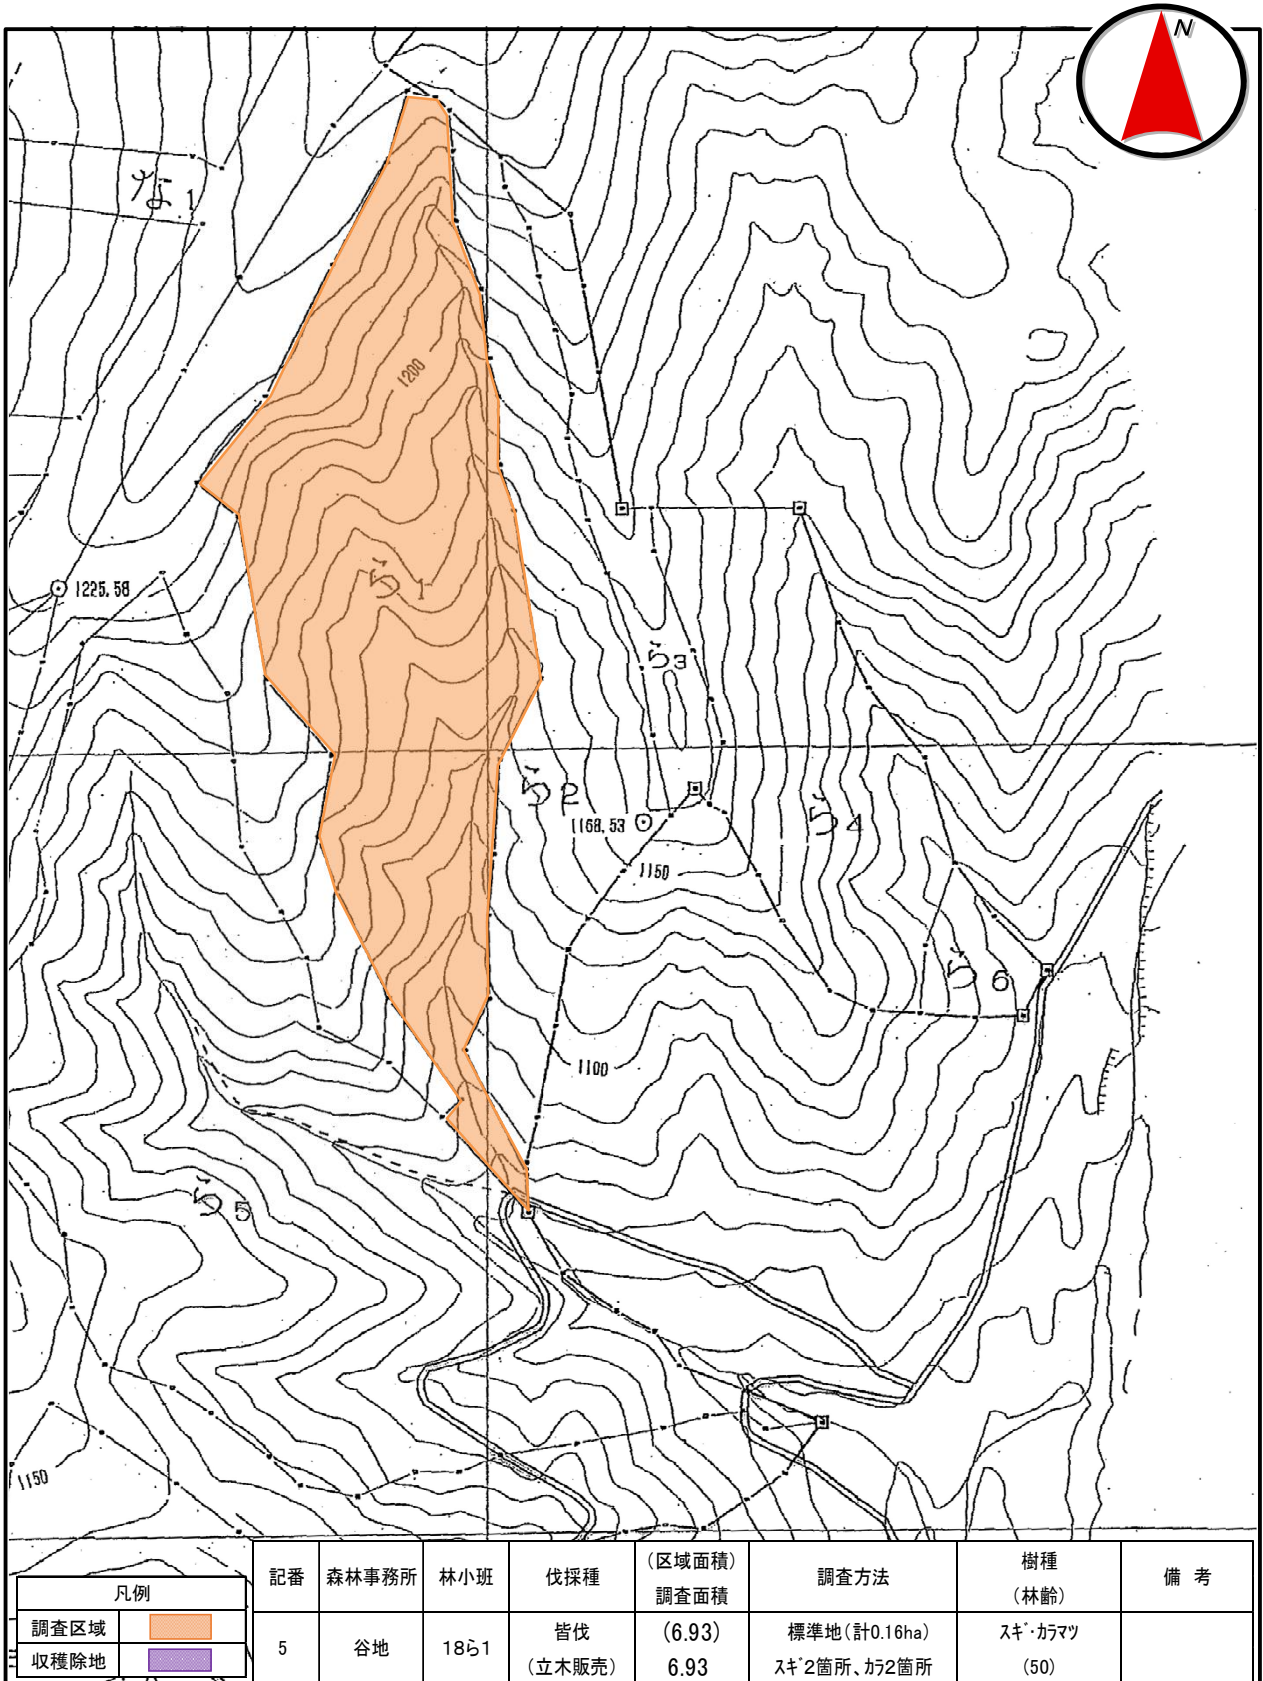 N
な1
1200
ら1
1225.58
ら3
ら2
1168.53
ら4
1150
ら6
1100
ら5
1150
凡例
調査区域
収穫除地
記番 森林事務所 林小班 伐採種 (区域面積) 調査面積 調査方法 樹種 (林齢) 備 考
5 谷地 18ら1 皆伐 (立木販売) (6.93) 6.93 標準地(計0.16ha) スギ2箇所、カラ2箇所 スギ・カラマツ (50)